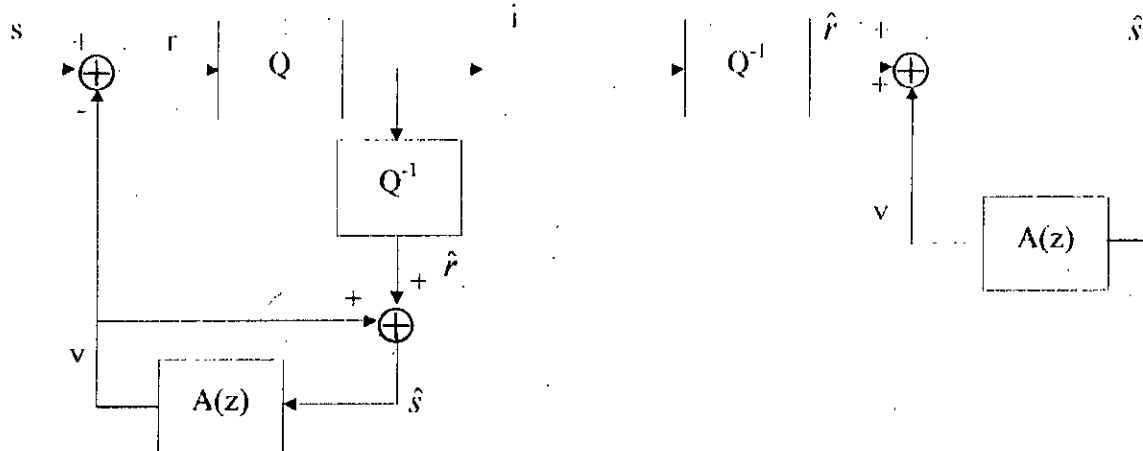 s + r Q i Q⁻¹ r̂ + ŝ
- +
Q⁻¹
v A(z)
r̂ +
+
v A(z) ŝ